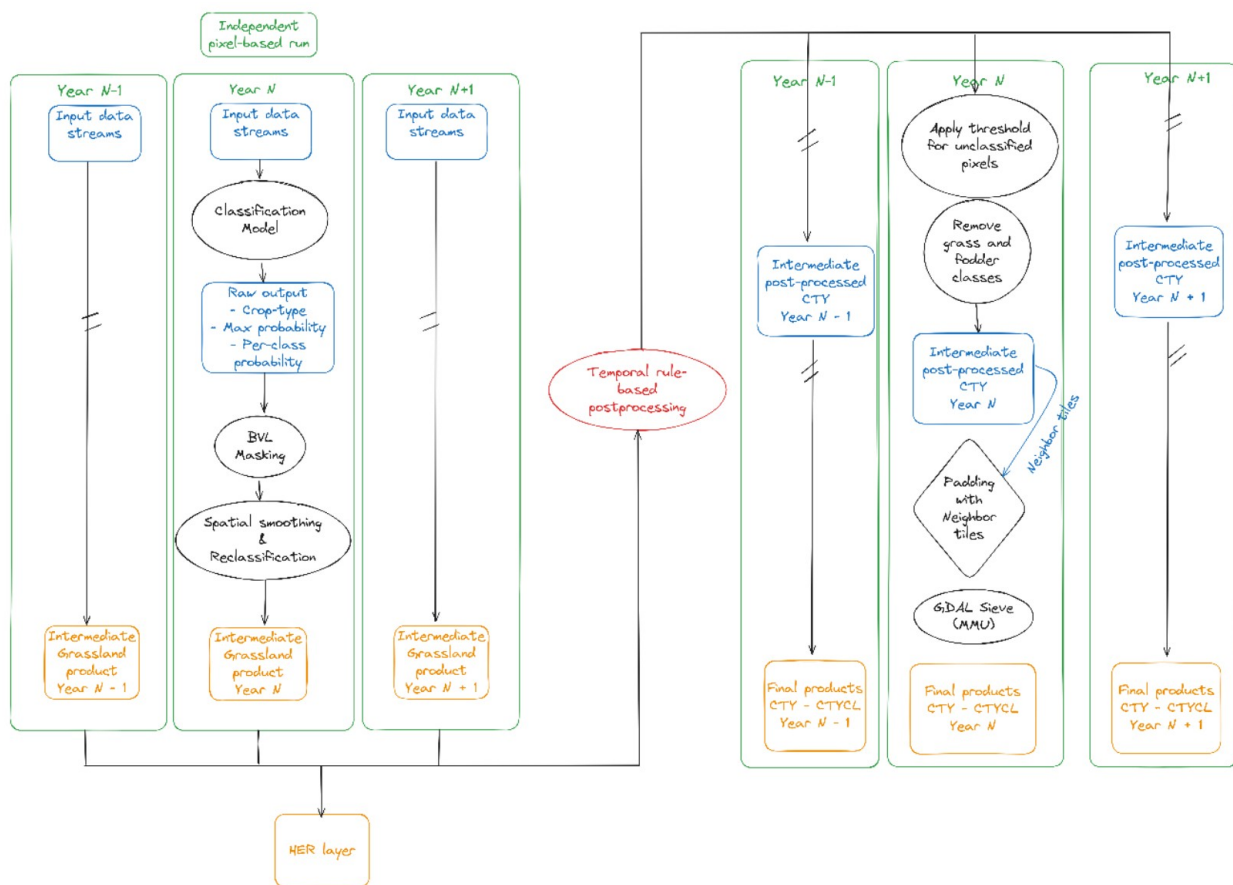 Independent
pixel-based run
Year N-1
Input data
streams
Intermediate
Grassland
product
Year N - 1
Year N
Input data
streams
Classification
Model
Raw output
- Crop-type
- Max probability
- Per-class
probability
BVL
Masking
Spatial smoothing
&
Reclassification
Intermediate
Grassland
product
Year N
Year N+1
Input data
streams
Intermediate
Grassland
product
Year N + 1
HER layer
Temporal rule-
based
postprocessing
Year N-1
Intermediate
post-processed
CTY
Year N - 1
Final products
CTY - CTYCL
Year N - 1
Year N
Apply threshold
for unclassified
pixels
Remove
grass and
fodder
classes
Intermediate
post-processed
CTY
Year N
Neighbor tiles
Padding
with
Neighbor
tiles
GDAL Sieve
(MMU)
Final products
CTY - CTYCL
Year N
Year N+1
Intermediate
post-processed
CTY
Year N + 1
Final products
CTY - CTYCL
Year N + 1